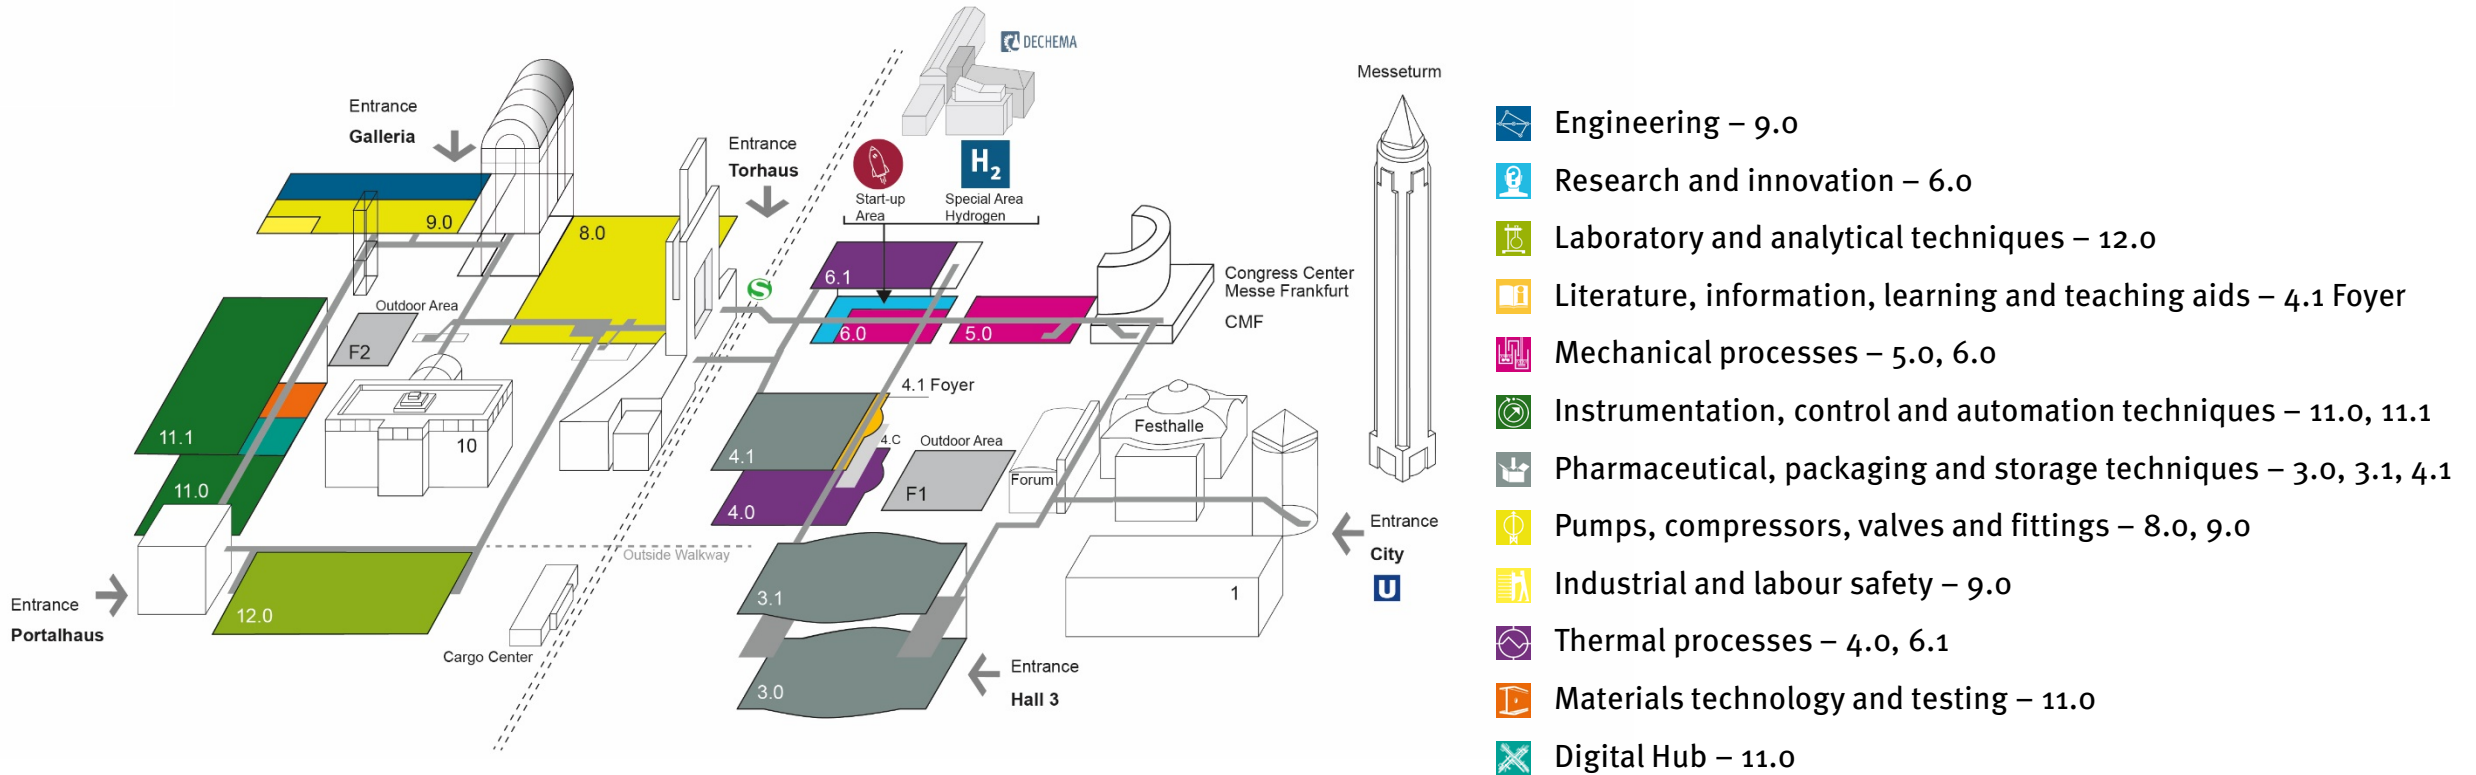 DECHEMA
Messeturm
Entrance
Galleria
Entrance
Torhaus
H2
Start-up
Area
Special Area
Hydrogen
9.0
8.0
S
6.1
6.0
5.0
Congress Center
Messe Frankfurt
CMF
Outdoor Area
F2
11.1
11.0
10
4.1 Foyer
4.C
4.1
4.0
Outdoor Area
F1
Forum
Festhalle
Entrance
City
U
Outside Walkway
Entrance
Portalhaus
12.0
Cargo Center
3.1
3.0
Entrance
Hall 3
1
Engineering – 9.0
Research and innovation – 6.0
Laboratory and analytical techniques – 12.0
Literature, information, learning and teaching aids – 4.1 Foyer
Mechanical processes – 5.0, 6.0
Instrumentation, control and automation techniques – 11.0, 11.1
Pharmaceutical, packaging and storage techniques – 3.0, 3.1, 4.1
Pumps, compressors, valves and fittings – 8.0, 9.0
Industrial and labour safety – 9.0
Thermal processes – 4.0, 6.1
Materials technology and testing – 11.0
Digital Hub – 11.0